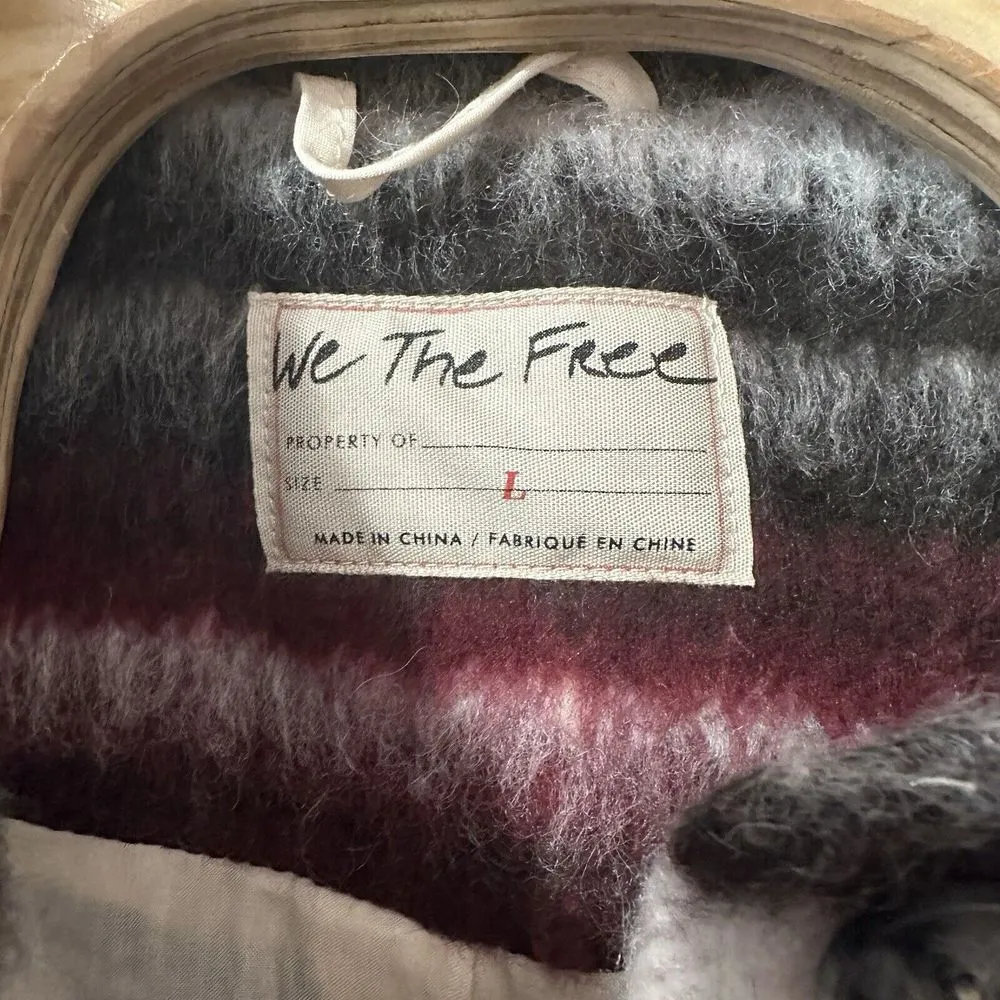 We The Free
PROPERTY OF
SIZE L
MADE IN CHINA / FABRIQUÉ EN CHINE